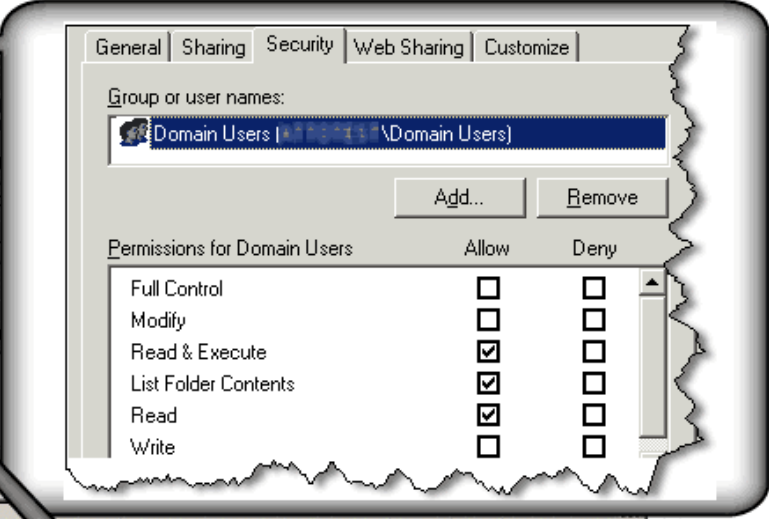 General Sharing Security Web Sharing Customize
Group or user names:
Domain Users ( \Domain Users)
Add... Remove
Permissions for Domain Users Allow Deny
Full Control
Modify
Read & Execute
List Folder Contents
Read
Write